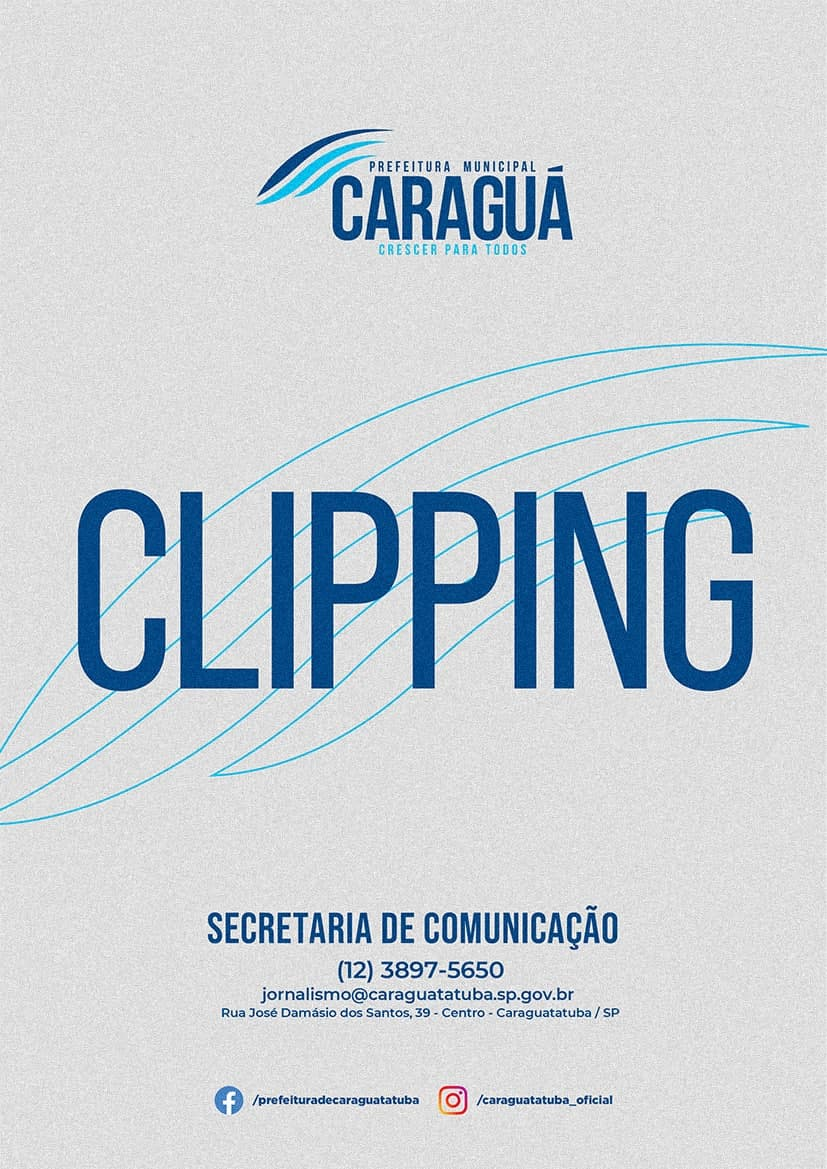 PREFEITURA MUNICIPAL
CARAGUÁ
CRESCER PARA TODOS
CLIPPING
SECRETARIA DE COMUNICAÇÃO
(12) 3897-5650
jornalismo@caraguatatuba.sp.gov.br
Rua José Damásio dos Santos, 39 - Centro - Caraguatatuba / SP
/prefeituradecaraguatatuba /caraguatatuba_oficial